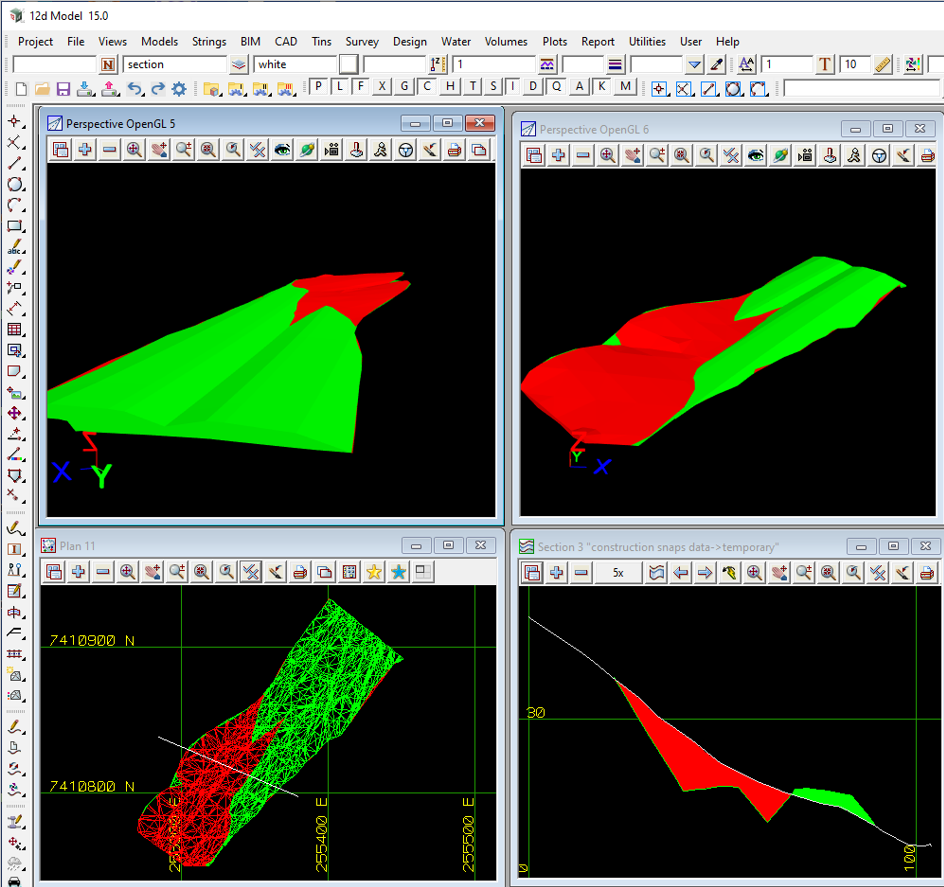 12d Model 15.0
Project File Views Models Strings BIM CAD Tins Survey Design Water Volumes Plots Report Utilities User Help
N section white 1 1 T 10
P L F X G C H T S I D Q A K M
Perspective OpenGL 5
Perspective OpenGL 6
abc
X Y Z
Z Y X
Plan 11
Section 3 "construction snaps data->temporary"
5x
7410900 N
7410800 N
255400 E
255500 E
30
0
100